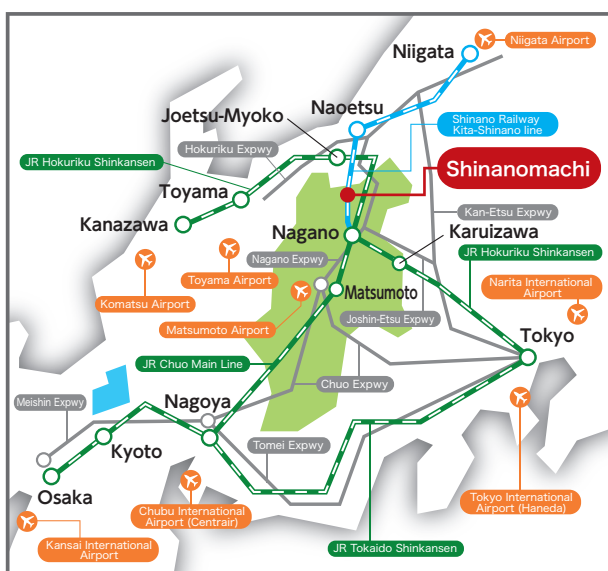 Niigata
Niigata Airport
Naoetsu
Joetsu-Myoko
Shinano Railway
Kita-Shinano line
Hokuriku Expwy
JR Hokuriku Shinkansen
Shinanomachi
Toyama
Kanazawa
Kan-Etsu Expwy
Nagano
Karuizawa
JR Hokuriku Shinkansen
Nagano Expwy
Toyama Airport
Komatsu Airport
Matsumoto
Narita International
Airport
Matsumoto Airport
Joshin-Etsu Expwy
Tokyo
JR Chuo Main Line
Chuo Expwy
Meishin Expwy
Nagoya
Kyoto
Tomei Expwy
Osaka
Chubu International
Airport (Centrair)
Tokyo International
Airport (Haneda)
Kansai International
Airport
JR Tokaido Shinkansen